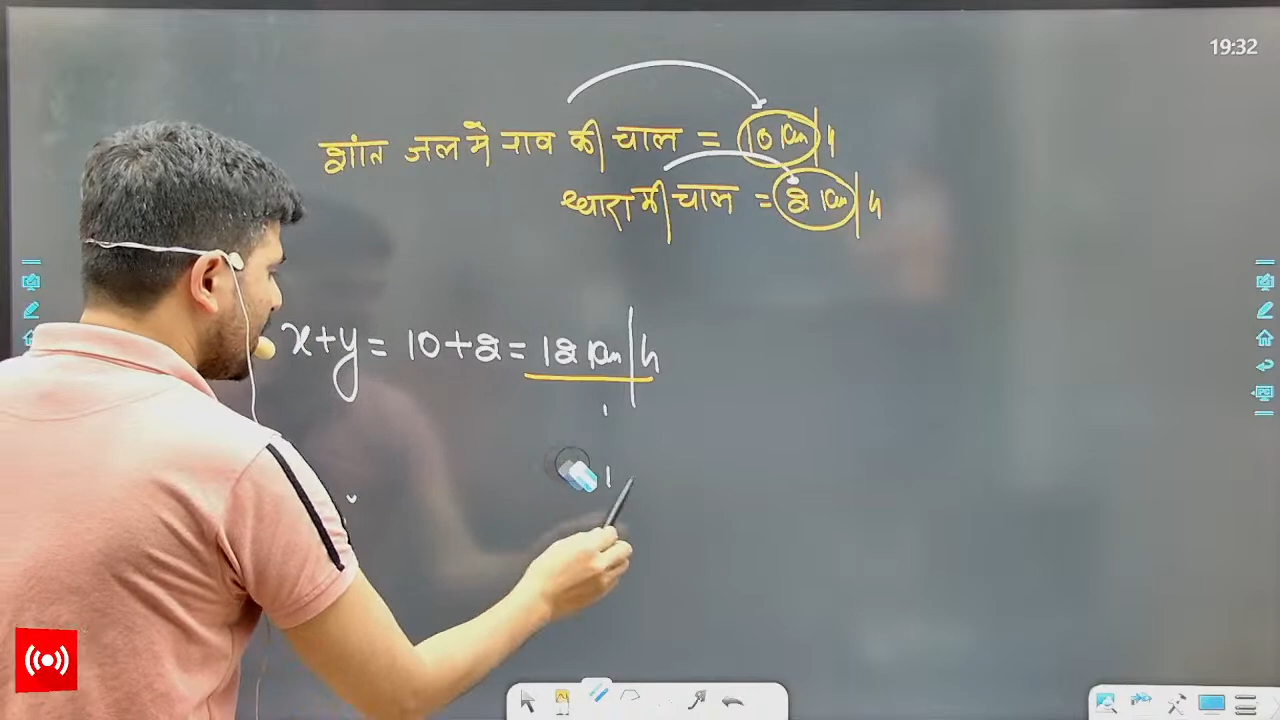 19:32
शांत जल में नाव की चाल = 10 Km/h
धारा की चाल = 2 Km/h
x+y = 10+2 = 12 Km/h